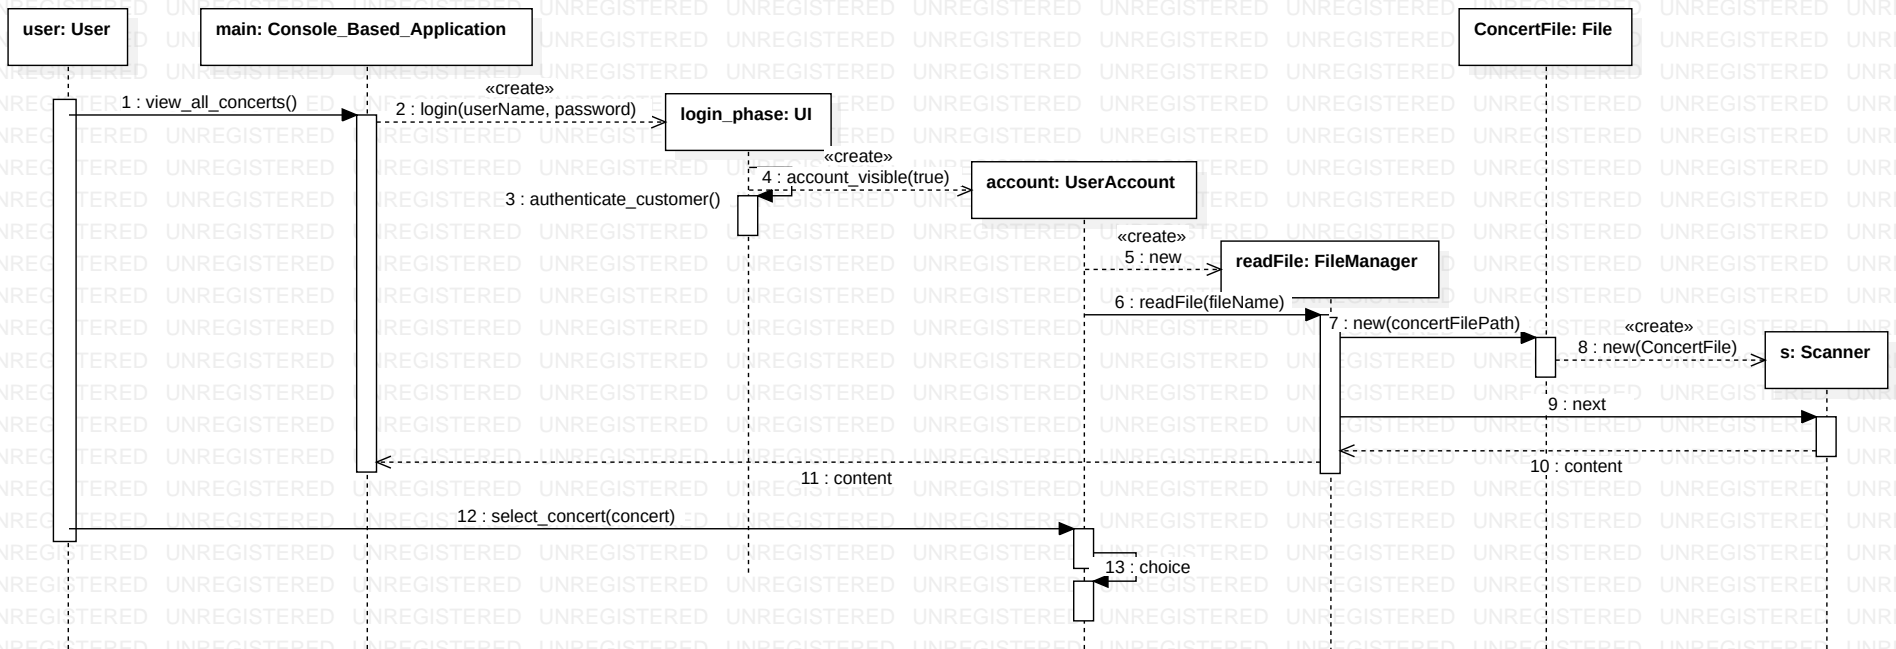 user: User
main: Console_Based_Application
ConcertFile: File
1 : view_all_concerts()
«create»
2 : login(userName, password)
login_phase: UI
«create»
4 : account_visible(true)
3 : authenticate_customer()
account: UserAccount
«create»
5 : new
readFile: FileManager
6 : readFile(fileName)
7 : new(concertFilePath)
«create»
8 : new(ConcertFile)
s: Scanner
9 : next
10 : content
11 : content
12 : select_concert(concert)
13 : choice
UNREGISTERED